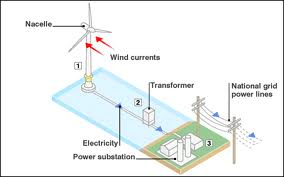 Nacelle
Wind currents
1
Transformer
National grid
power lines
2
Electricity
3
Power substation